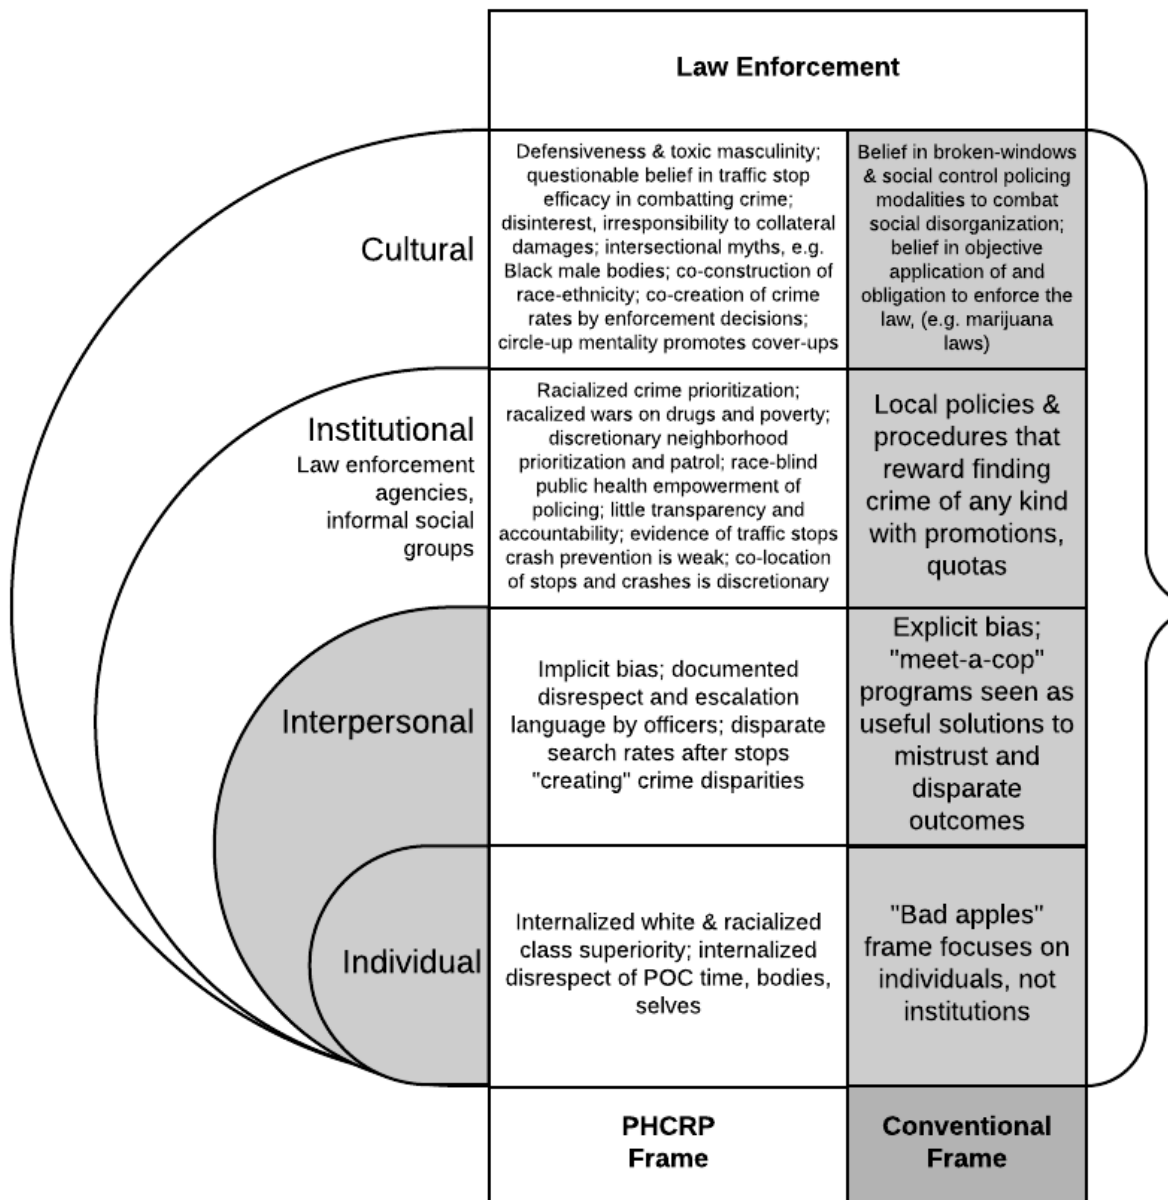 Law Enforcement
Cultural
Defensiveness & toxic masculinity;
questionable belief in traffic stop
efficacy in combatting crime;
disinterest, irresponsibility to collateral
damages; intersectional myths, e.g.
Black male bodies; co-construction of
race-ethnicity; co-creation of crime
rates by enforcement decisions;
circle-up mentality promotes cover-ups
Belief in broken-windows
& social control policing
modalities to combat
social disorganization;
belief in objective
application of and
obligation to enforce the
law, (e.g. marijuana
laws)
Institutional
Law enforcement
agencies,
informal social
groups
Racialized crime prioritization;
racalized wars on drugs and poverty;
discretionary neighborhood
prioritization and patrol; race-blind
public health empowerment of
policing; little transparency and
accountability; evidence of traffic stops
crash prevention is weak; co-location
of stops and crashes is discretionary
Local policies &
procedures that
reward finding
crime of any kind
with promotions,
quotas
Interpersonal
Implicit bias; documented
disrespect and escalation
language by officers; disparate
search rates after stops
"creating" crime disparities
Explicit bias;
"meet-a-cop"
programs seen as
useful solutions to
mistrust and
disparate
outcomes
Individual
Internalized white & racialized
class superiority; internalized
disrespect of POC time, bodies,
selves
"Bad apples"
frame focuses on
individuals, not
institutions
PHCRP
Frame
Conventional
Frame